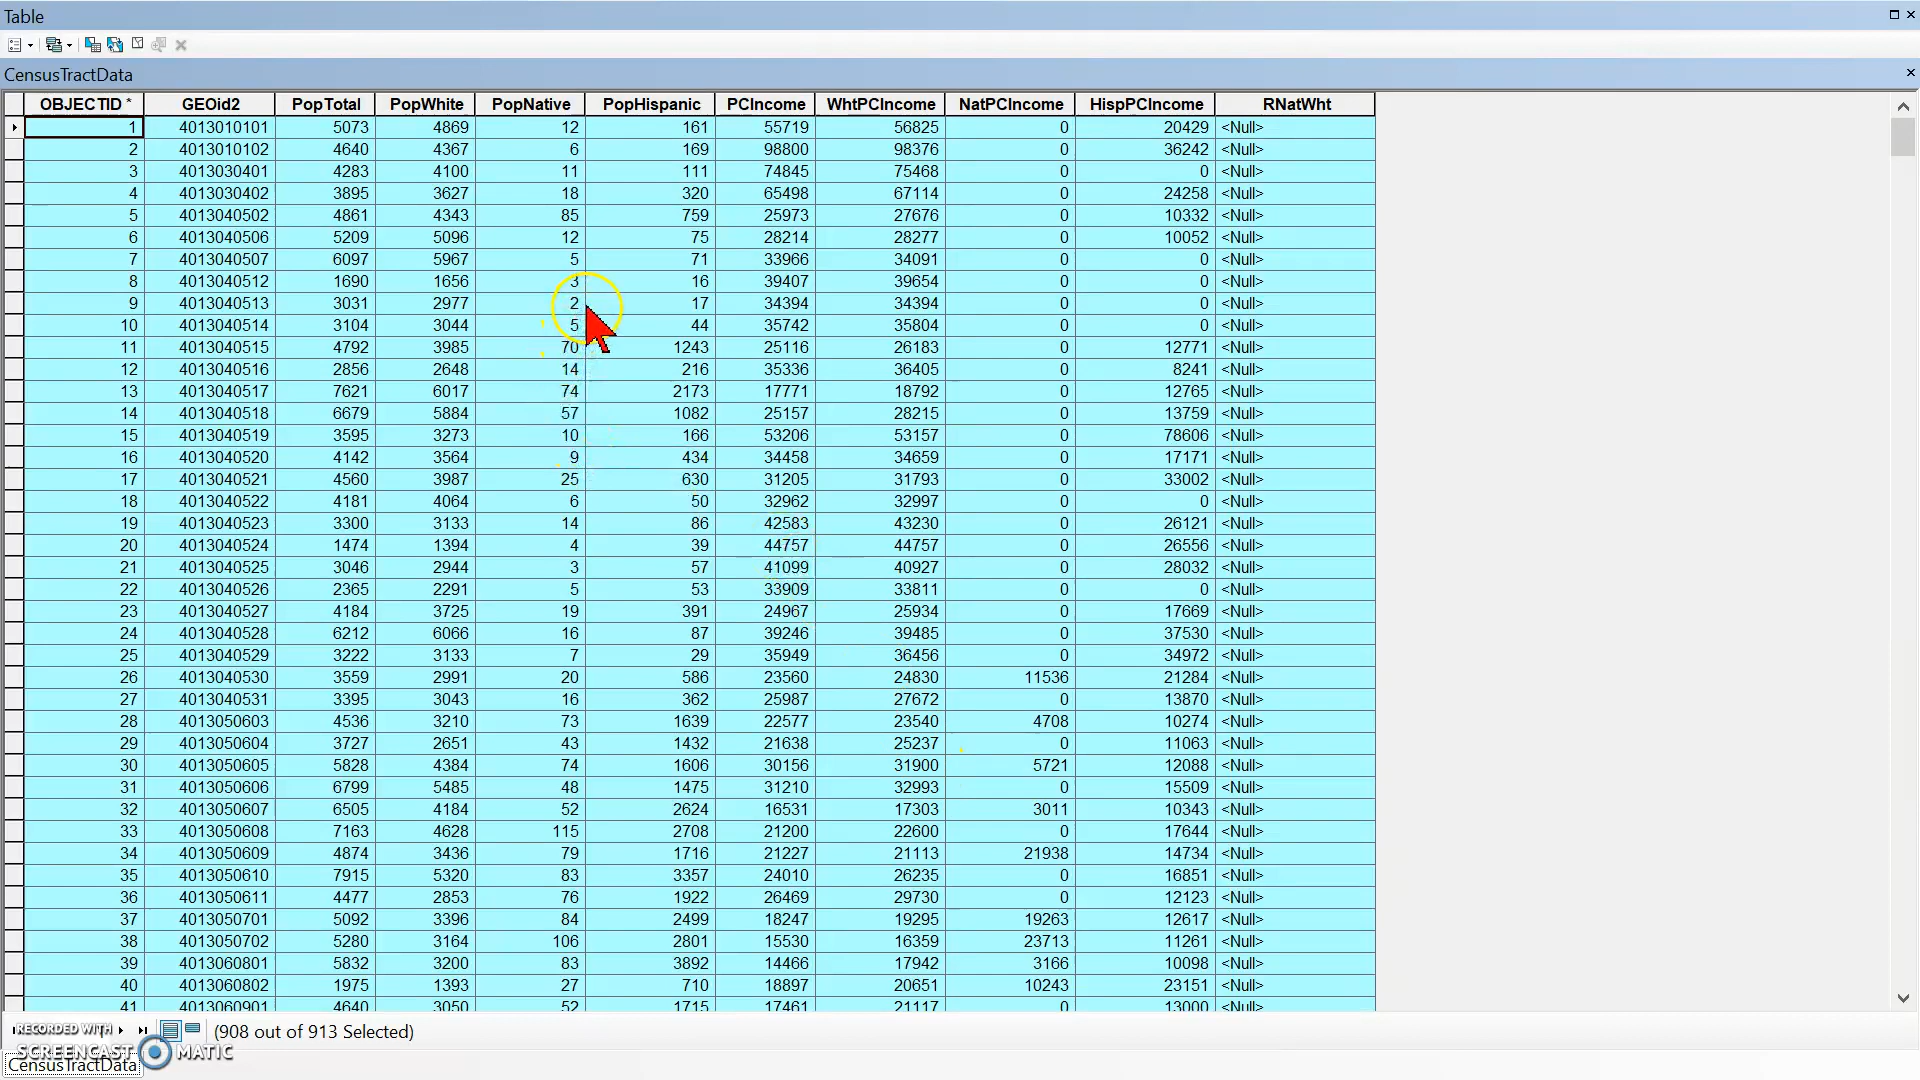 Table
CensusTractData
OBJECTID * GEOid2 PopTotal PopWhite PopNative PopHispanic PCIncome WhtPCIncome NatPCIncome HispPCIncome RNatWht
1 4013010101 5073 4869 12 161 55719 56825 0 20429 <Null>
2 4013010102 4640 4367 6 169 98800 98376 0 36242 <Null>
3 4013030401 4283 4100 11 111 74845 75468 0 0 <Null>
4 4013030402 3895 3627 18 320 65498 67114 0 24258 <Null>
5 4013040502 4861 4343 85 759 25973 27676 0 10332 <Null>
6 4013040506 5209 5096 12 75 28214 28277 0 10052 <Null>
7 4013040507 6097 5967 5 71 33966 34091 0 0 <Null>
8 4013040512 1690 1656 3 16 39407 39654 0 0 <Null>
9 4013040513 3031 2977 2 17 34394 34394 0 0 <Null>
10 4013040514 3104 3044 5 44 35742 35804 0 0 <Null>
11 4013040515 4792 3985 70 1243 25116 26183 0 12771 <Null>
12 4013040516 2856 2648 14 216 35336 36405 0 8241 <Null>
13 4013040517 7621 6017 74 2173 17771 18792 0 12765 <Null>
14 4013040518 6679 5884 57 1082 25157 28215 0 13759 <Null>
15 4013040519 3595 3273 10 166 53206 53157 0 78606 <Null>
16 4013040520 4142 3564 9 434 34458 34659 0 17171 <Null>
17 4013040521 4560 3987 25 630 31205 31793 0 33002 <Null>
18 4013040522 4181 4064 6 50 32962 32997 0 0 <Null>
19 4013040523 3300 3133 14 86 42583 43230 0 26121 <Null>
20 4013040524 1474 1394 4 39 44757 44757 0 26556 <Null>
21 4013040525 3046 2944 3 57 41099 40927 0 28032 <Null>
22 4013040526 2365 2291 5 53 33909 33811 0 0 <Null>
23 4013040527 4184 3725 19 391 24967 25934 0 17669 <Null>
24 4013040528 6212 6066 16 87 39246 39485 0 37530 <Null>
25 4013040529 3222 3133 7 29 35949 36456 0 34972 <Null>
26 4013040530 3559 2991 20 586 23560 24830 11536 21284 <Null>
27 4013040531 3395 3043 16 362 25987 27672 0 13870 <Null>
28 4013050603 4536 3210 73 1639 22577 23540 4708 10274 <Null>
29 4013050604 3727 2651 43 1432 21638 25237 0 11063 <Null>
30 4013050605 5828 4384 74 1606 30156 31900 5721 12088 <Null>
31 4013050606 6799 5485 48 1475 31210 32993 0 15509 <Null>
32 4013050607 6505 4184 52 2624 16531 17303 3011 10343 <Null>
33 4013050608 7163 4628 115 2708 21200 22600 0 17644 <Null>
34 4013050609 4874 3436 79 1716 21227 21113 21938 14734 <Null>
35 4013050610 7915 5320 83 3357 24010 26235 0 16851 <Null>
36 4013050611 4477 2853 76 1922 26469 29730 0 12123 <Null>
37 4013050701 5092 3396 84 2499 18247 19295 19263 12617 <Null>
38 4013050702 5280 3164 106 2801 15530 16359 23713 11261 <Null>
39 4013060801 5832 3200 83 3892 14466 17942 3166 10098 <Null>
40 4013060802 1975 1393 27 710 18897 20651 10243 23151 <Null>
41 4013060901 4640 3050 52 1715 17461 21117 0 13000 <Null>
RECORDED WITH
(908 out of 913 Selected)
SCREENCAST MATIC
CensusTractData